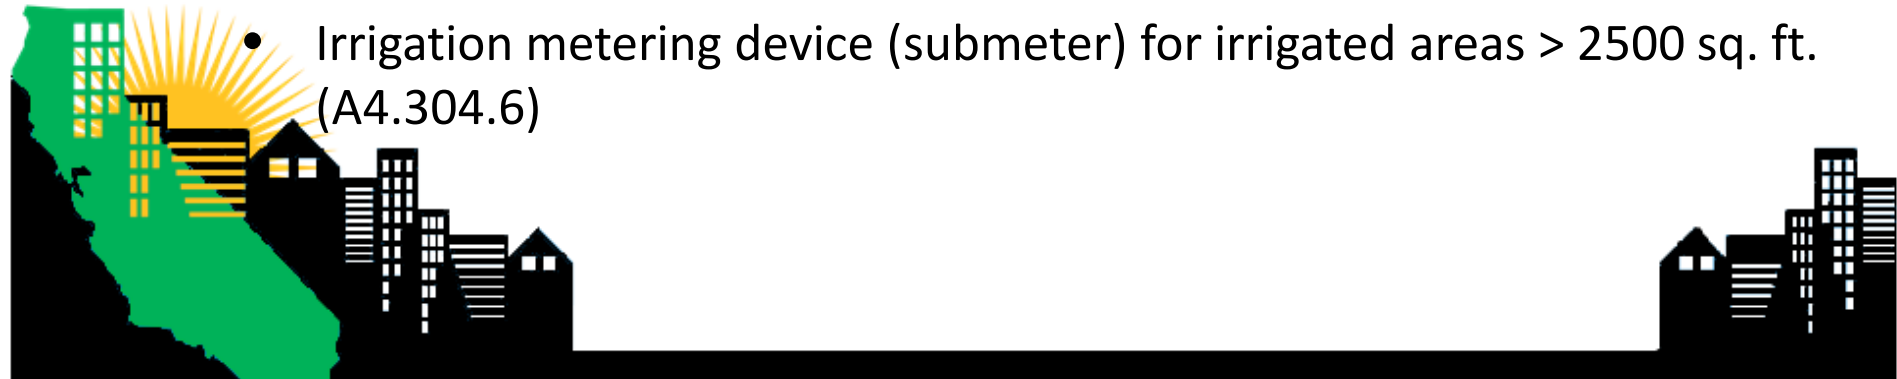 • Irrigation metering device (submeter) for irrigated areas > 2500 sq. ft.
(A4.304.6)